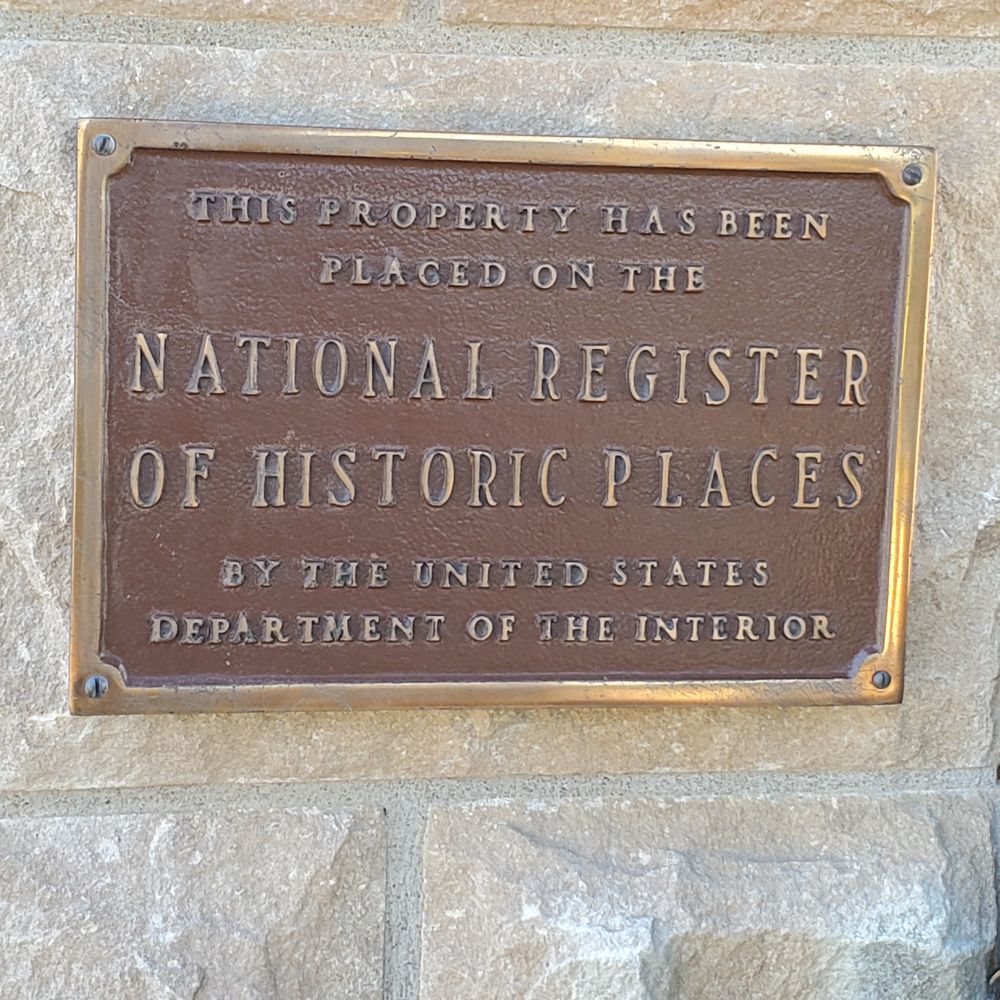 THIS PROPERTY HAS BEEN
PLACED ON THE
NATIONAL REGISTER
OF HISTORIC PLACES
BY THE UNITED STATES
DEPARTMENT OF THE INTERIOR